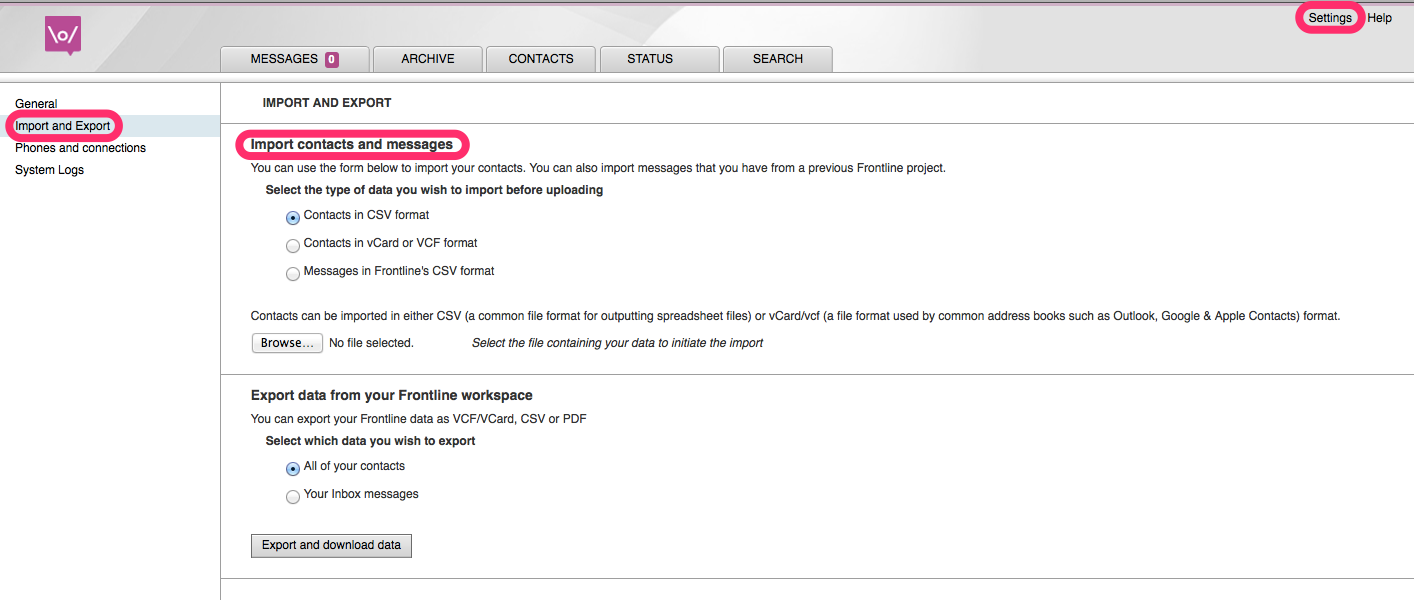 Settings Help
\o/
MESSAGES 0 ARCHIVE CONTACTS STATUS SEARCH
General
Import and Export
Phones and connections
System Logs
IMPORT AND EXPORT
Import contacts and messages
You can use the form below to import your contacts. You can also import messages that you have from a previous Frontline project.
Select the type of data you wish to import before uploading
Contacts in CSV format
Contacts in vCard or VCF format
Messages in Frontline's CSV format
Contacts can be imported in either CSV (a common file format for outputting spreadsheet files) or vCard/vcf (a file format used by common address books such as Outlook, Google & Apple Contacts) format.
Browse... No file selected. Select the file containing your data to initiate the import
Export data from your Frontline workspace
You can export your Frontline data as VCF/VCard, CSV or PDF
Select which data you wish to export
All of your contacts
Your Inbox messages
Export and download data